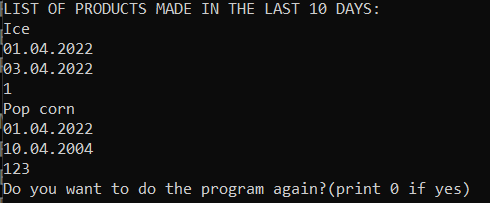 LIST OF PRODUCTS MADE IN THE LAST 10 DAYS:
Ice
01.04.2022
03.04.2022
1
Pop corn
01.04.2022
10.04.2004
123
Do you want to do the program again?(print 0 if yes)